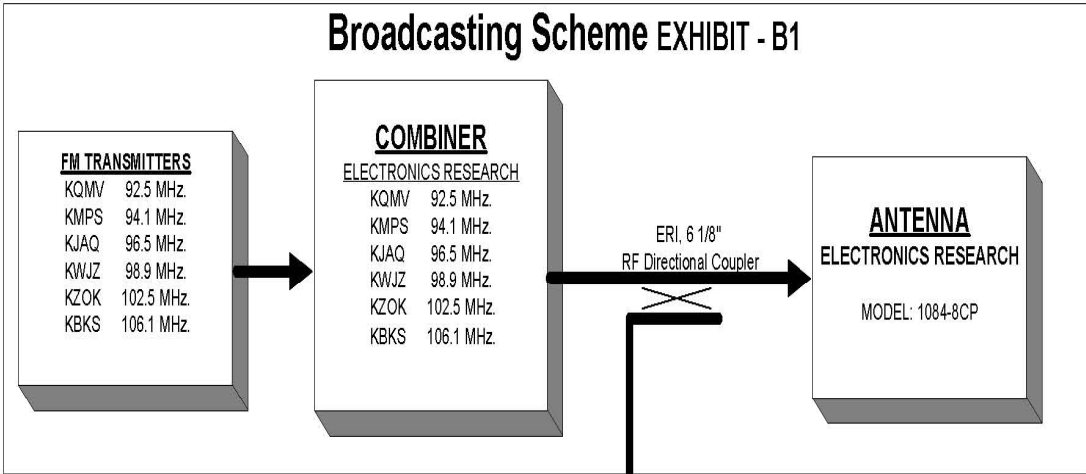 Broadcasting Scheme EXHIBIT - B1
FM TRANSMITTERS
KQMV 92.5 MHz.
KMPS 94.1 MHz.
KJAQ 96.5 MHz.
KWJZ 98.9 MHz.
KZOK 102.5 MHz.
KBKS 106.1 MHz.
COMBINER
ELECTRONICS RESEARCH
KQMV 92.5 MHz.
KMPS 94.1 MHz.
KJAQ 96.5 MHz.
KWJZ 98.9 MHz.
KZOK 102.5 MHz.
KBKS 106.1 MHz.
ERI, 6 1/8"
RF Directional Coupler
ANTENNA
ELECTRONICS RESEARCH
MODEL: 1084-8CP